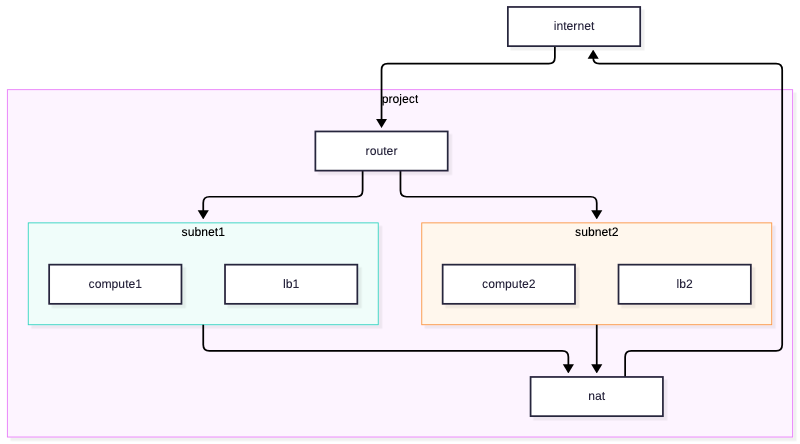 internet
project
router
subnet1
subnet2
compute1
lb1
compute2
lb2
nat